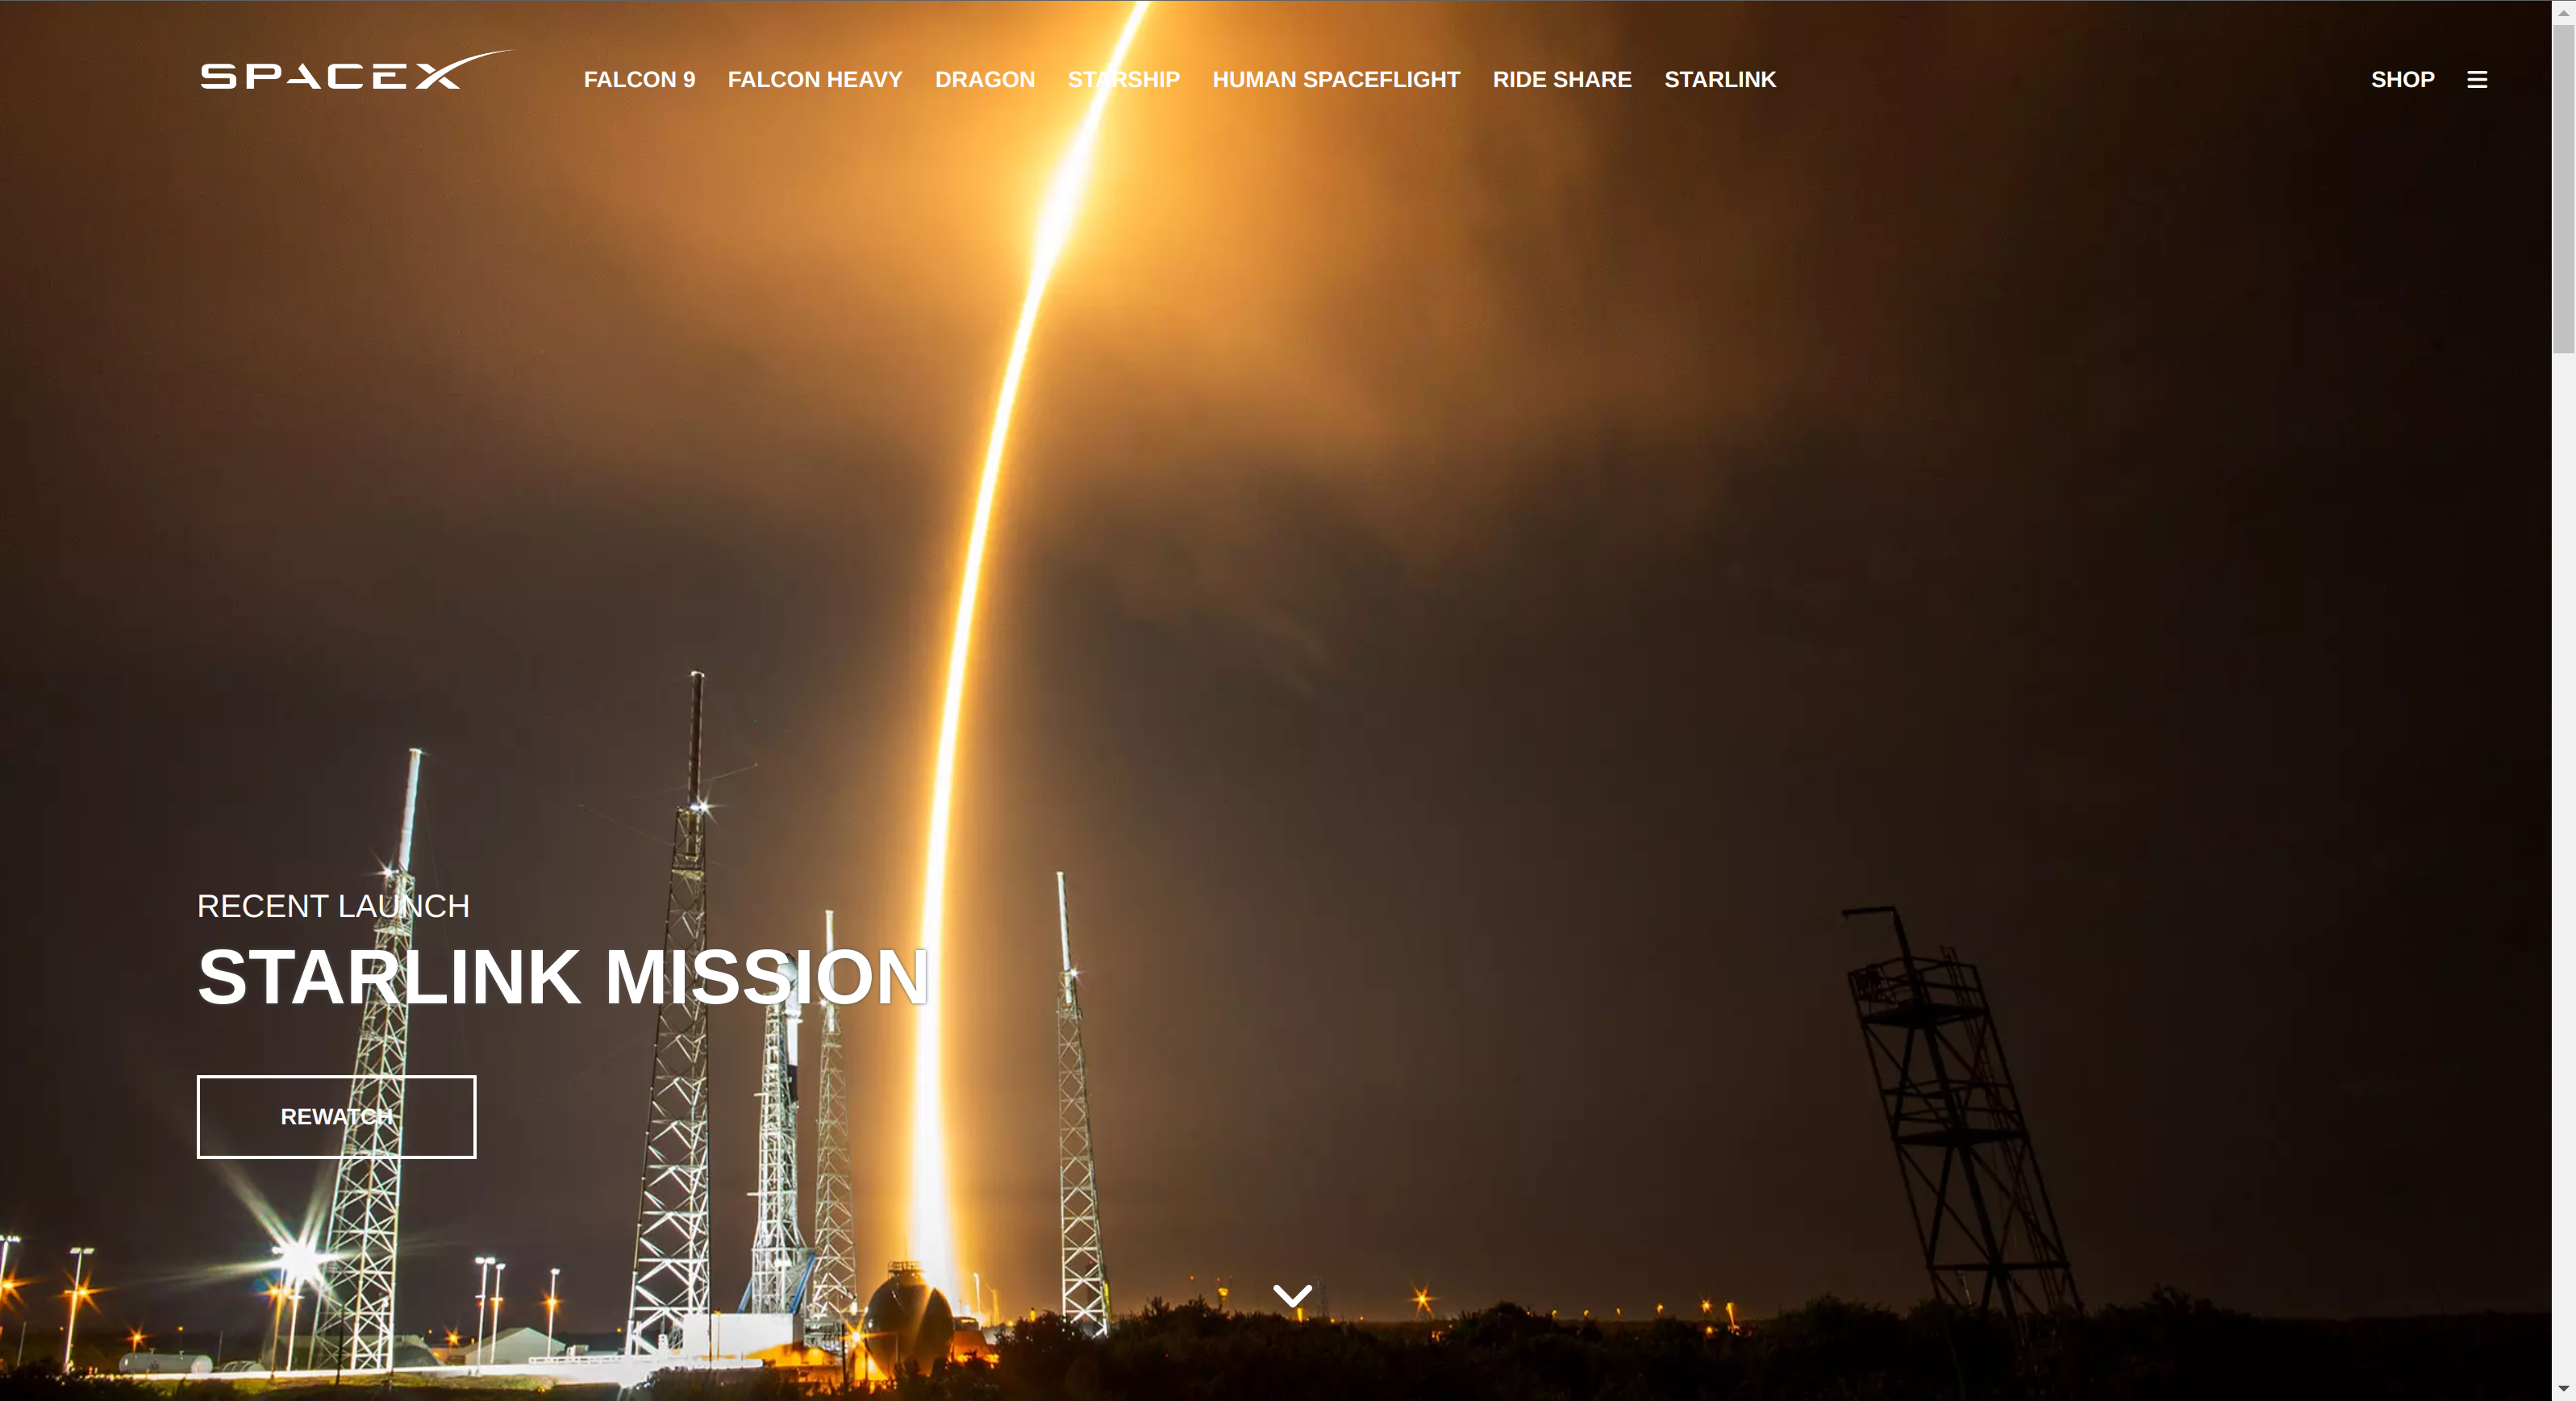 SPACEX
FALCON 9 FALCON HEAVY DRAGON STARSHIP HUMAN SPACEFLIGHT RIDE SHARE STARLINK SHOP
RECENT LAUNCH
STARLINK MISSION
REWATCH